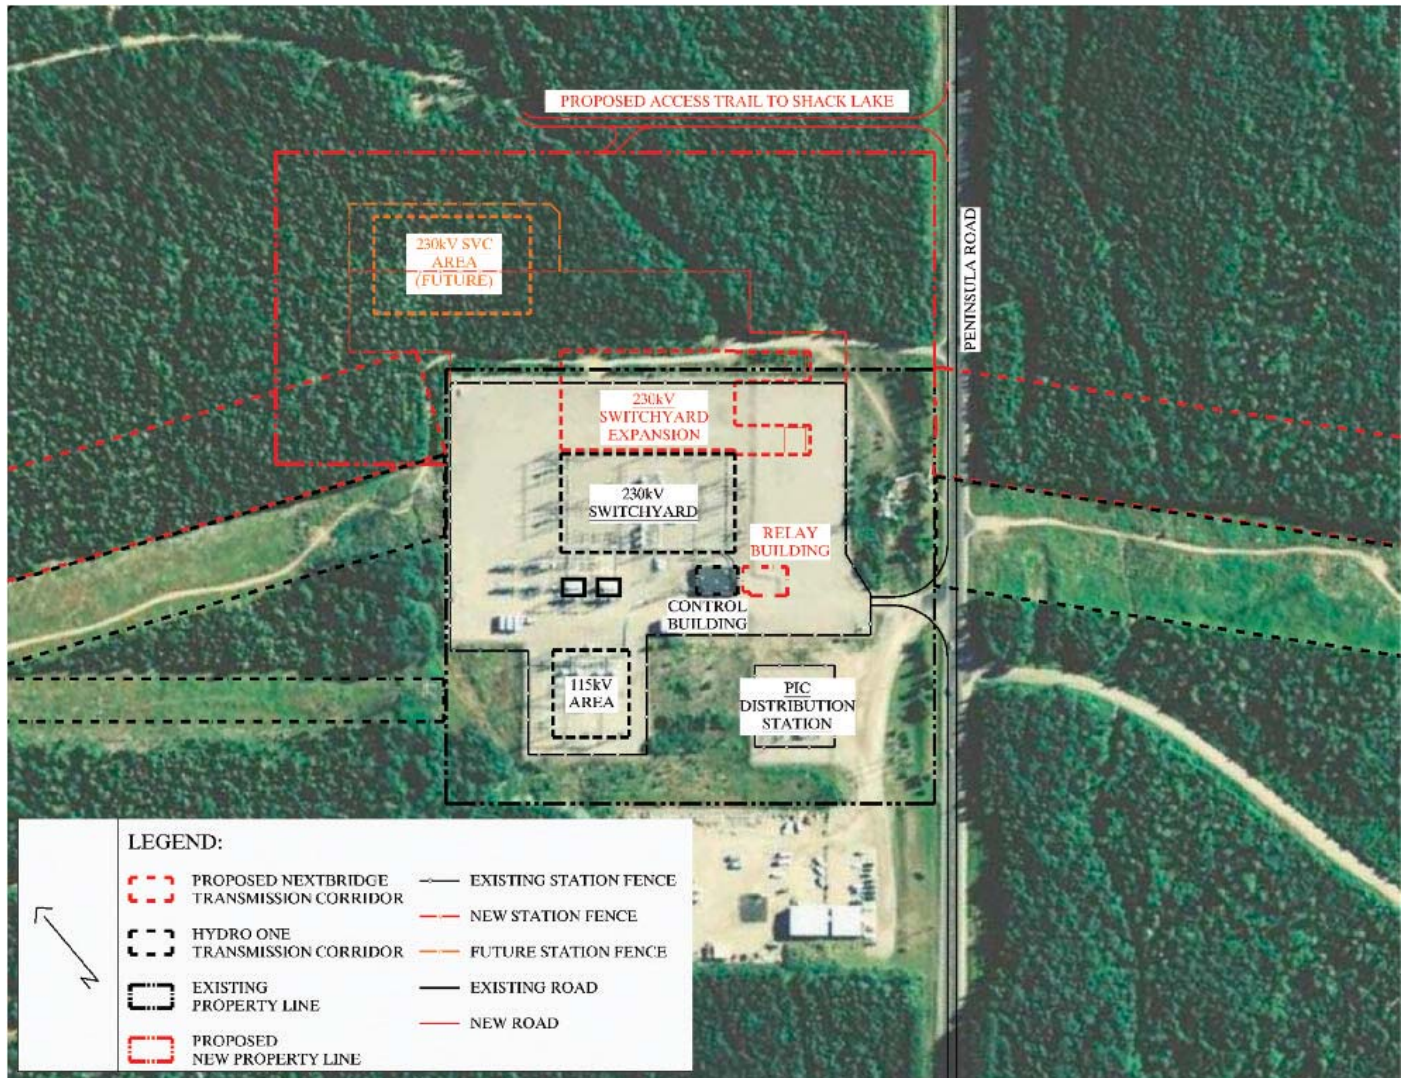 PROPOSED ACCESS TRAIL TO SHACK LAKE
230kV SVC
AREA
(FUTURE)
PENINSULA ROAD
230kV
SWITCHYARD
EXPANSION
230kV
SWITCHYARD
RELAY
BUILDING
CONTROL
BUILDING
115kV
AREA
PIC
DISTRIBUTION
STATION
LEGEND:
PROPOSED NEXTBRIDGE
TRANSMISSION CORRIDOR
HYDRO ONE
TRANSMISSION CORRIDOR
EXISTING
PROPERTY LINE
PROPOSED
NEW PROPERTY LINE
EXISTING STATION FENCE
NEW STATION FENCE
FUTURE STATION FENCE
EXISTING ROAD
NEW ROAD
N